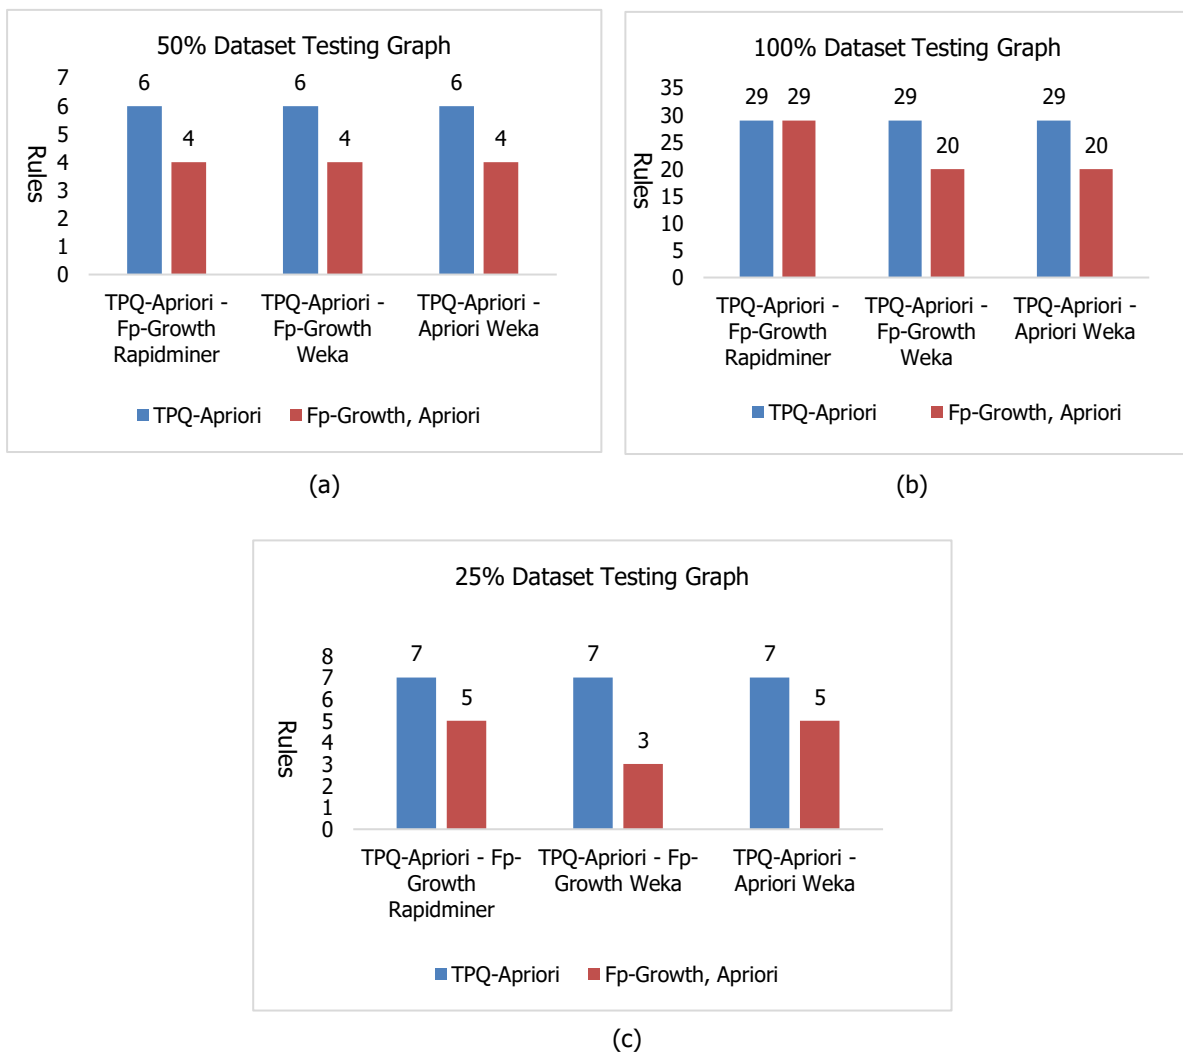 50% Dataset Testing Graph
7
6
5
4
3
2
1
0
Rules
6
4
6
4
6
4
TPQ-Apriori -
Fp-Growth
Rapidminer
TPQ-Apriori -
Fp-Growth
Weka
TPQ-Apriori -
Apriori Weka
TPQ-Apriori
Fp-Growth, Apriori
(a)
100% Dataset Testing Graph
35
30
25
20
15
10
5
0
Rules
29
29
29
20
29
20
TPQ-Apriori -
Fp-Growth
Rapidminer
TPQ-Apriori -
Fp-Growth
Weka
TPQ-Apriori -
Apriori Weka
TPQ-Apriori
Fp-Growth, Apriori
(b)
25% Dataset Testing Graph
8
7
6
5
4
3
2
1
0
Rules
7
5
7
3
7
5
TPQ-Apriori - Fp-
Growth
Rapidminer
TPQ-Apriori - Fp-
Growth Weka
TPQ-Apriori -
Apriori Weka
TPQ-Apriori
Fp-Growth, Apriori
(c)